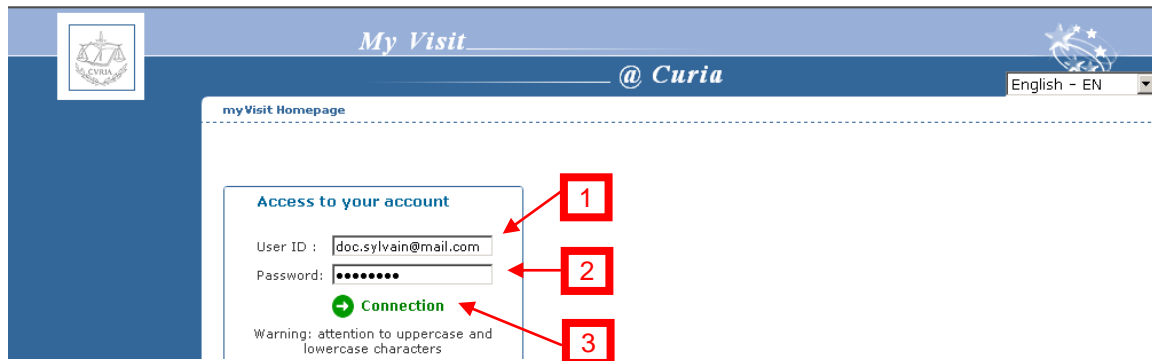 My Visit
@ Curia
CVRIA
English - EN
myVisit Homepage
Access to your account
1
User ID : doc.sylvain@mail.com
Password: ••••••••
2
Connection
3
Warning: attention to uppercase and
lowercase characters